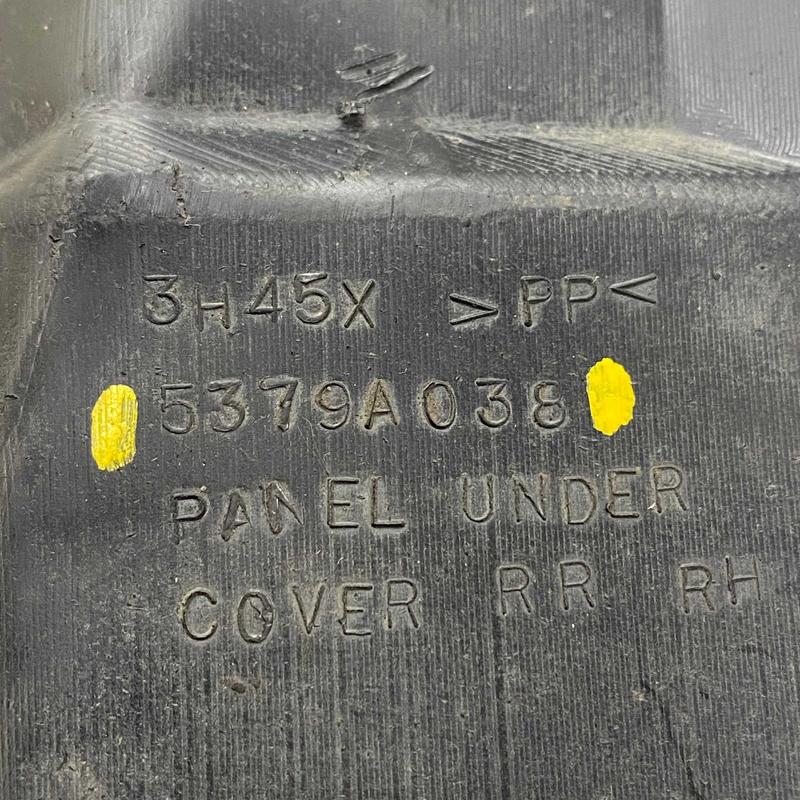 3H45X >PP<
5379A038
PANEL UNDER
COVER RR RH